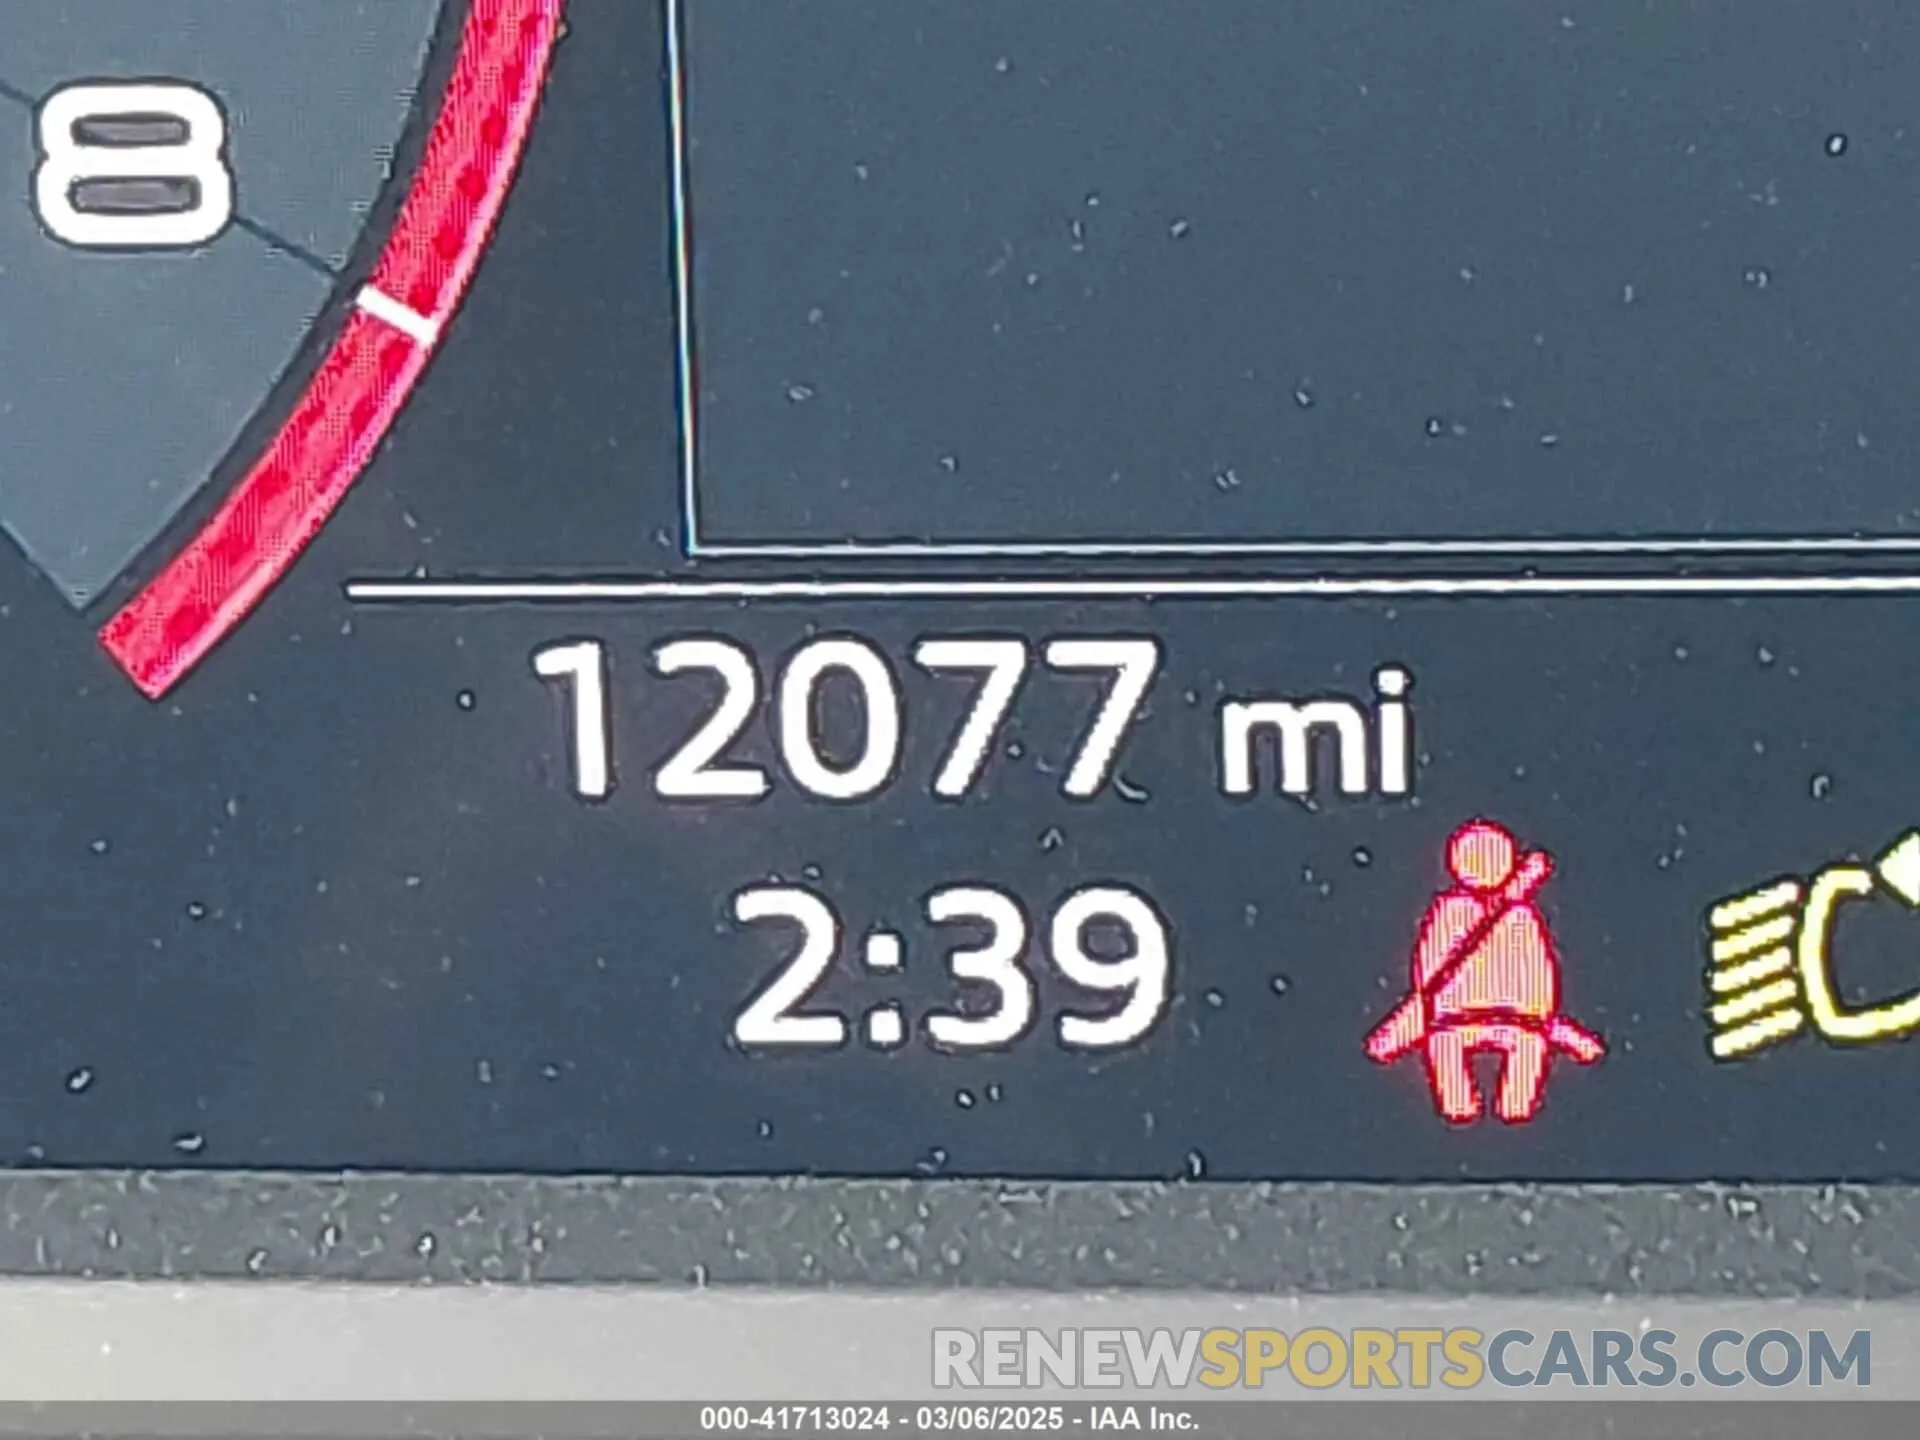 8
12077 mi
2:39
RENEWSPORTSCARS.COM
000-41713024 - 03/06/2025 - IAA Inc.